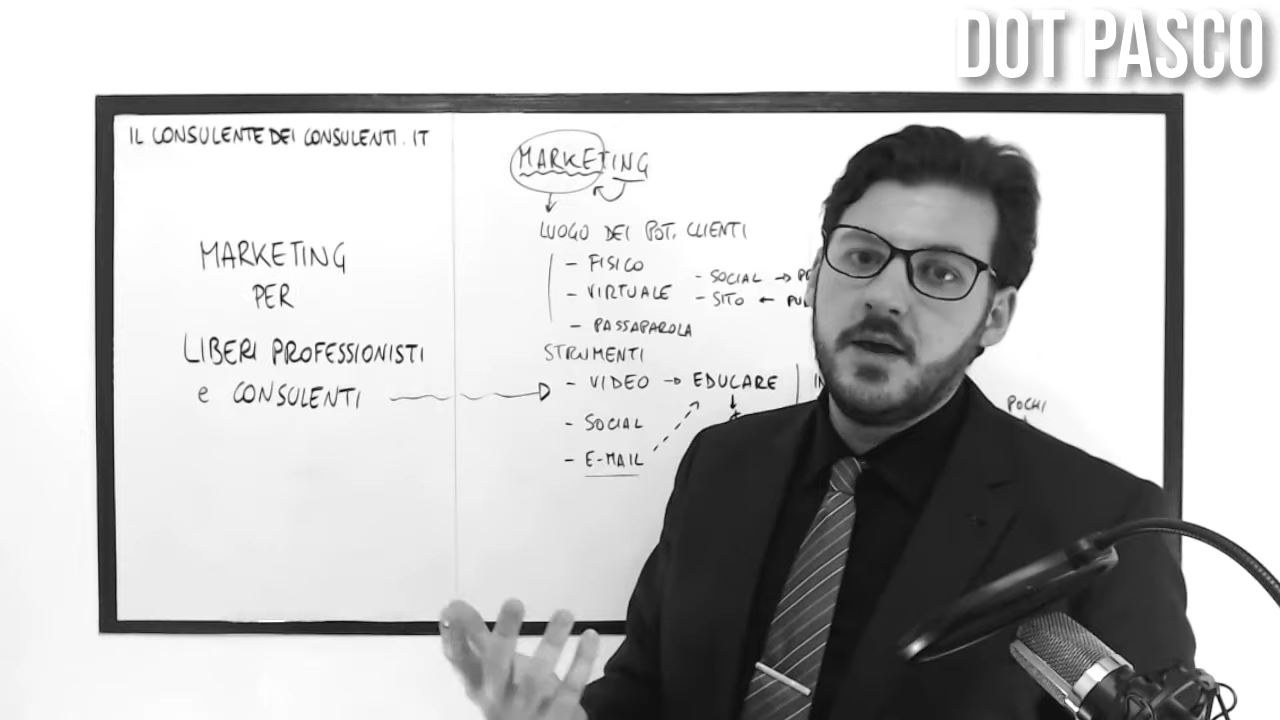 DOT PASCO
IL CONSULENTE DEI CONSULENTI.IT
MARKETING
PER
LIBERI PROFESSIONISTI
e CONSULENTI
MARKETING
LUOGO DEI POT. CLIENTI
- FISICO
- VIRTUALE - SOCIAL →
- SITO ←
- PASSAPAROLA
STRUMENTI
- VIDEO → EDUCARE
- SOCIAL
- E-MAIL
POCHI